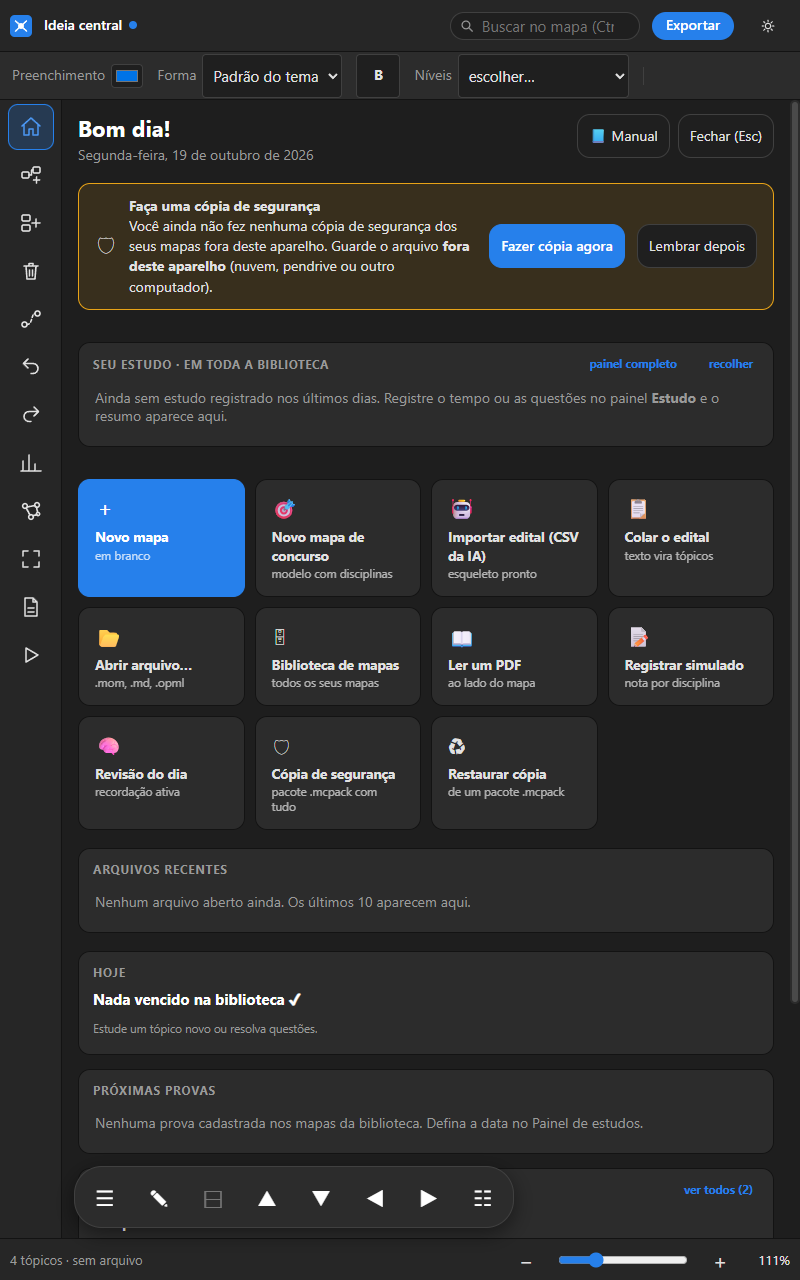 Ideia central
Buscar no mapa (Ctr
Exportar
Preenchimento
Forma
Padrão do tema
B
Níveis
escolher...
Bom dia!
Segunda-feira, 19 de outubro de 2026
Manual
Fechar (Esc)
Faça uma cópia de segurança
Você ainda não fez nenhuma cópia de segurança dos
seus mapas fora deste aparelho. Guarde o arquivo fora
deste aparelho (nuvem, pendrive ou outro
computador).
Fazer cópia agora
Lembrar depois
SEU ESTUDO · EM TODA A BIBLIOTECA
painel completo
recolher
Ainda sem estudo registrado nos últimos dias. Registre o tempo ou as questões no painel Estudo e o
resumo aparece aqui.
Novo mapa
em branco
Novo mapa de
concurso
modelo com disciplinas
Importar edital (CSV
da IA)
esqueleto pronto
Colar o edital
texto vira tópicos
Abrir arquivo...
.mom, .md, .opml
Biblioteca de mapas
todos os seus mapas
Ler um PDF
ao lado do mapa
Registrar simulado
nota por disciplina
Revisão do dia
recordação ativa
Cópia de segurança
pacote .mcpack com
tudo
Restaurar cópia
de um pacote .mcpack
ARQUIVOS RECENTES
Nenhum arquivo aberto ainda. Os últimos 10 aparecem aqui.
HOJE
Nada vencido na biblioteca ✓
Estude um tópico novo ou resolva questões.
PRÓXIMAS PROVAS
Nenhuma prova cadastrada nos mapas da biblioteca. Defina a data no Painel de estudos.
ver todos (2)
4 tópicos · sem arquivo
111%